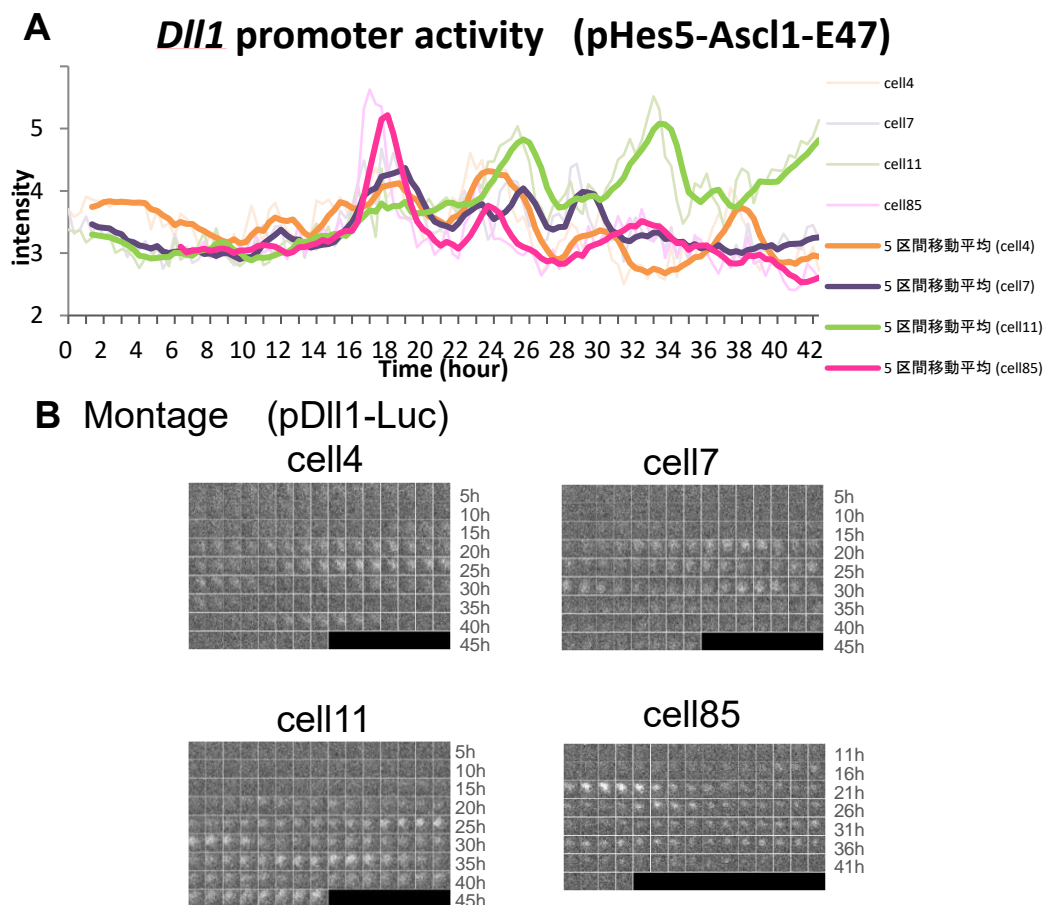 A
Dll1 promoter activity (pHes5-Ascl1-E47)
intensity
5
4
3
2
0 2 4 6 8 10 12 14 16 18 20 22 24 26 28 30 32 34 36 38 40 42
Time (hour)
cell4
cell7
cell11
cell85
5 区間移動平均 (cell4)
5 区間移動平均 (cell7)
5 区間移動平均 (cell11)
5 区間移動平均 (cell85)
B Montage (pDll1-Luc)
cell4
5h
10h
15h
20h
25h
30h
35h
40h
45h
cell7
5h
10h
15h
20h
25h
30h
35h
40h
45h
cell11
5h
10h
15h
20h
25h
30h
35h
40h
45h
cell85
11h
16h
21h
26h
31h
36h
41h